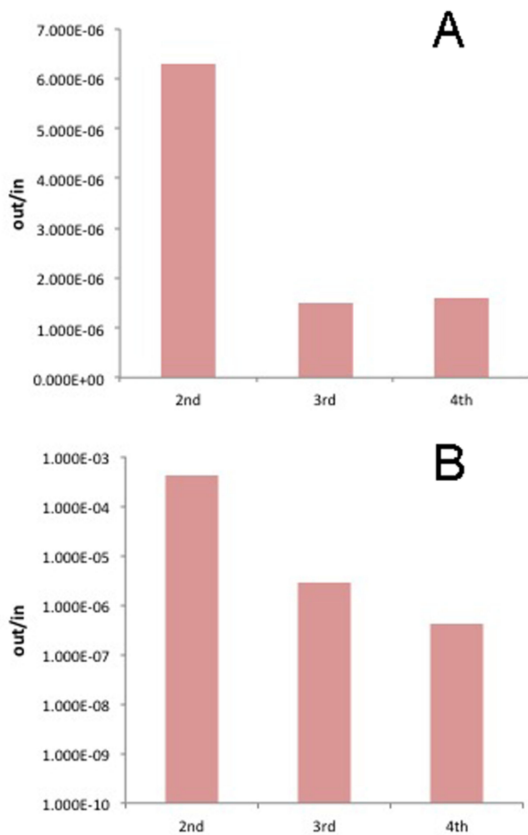 A
7.000E-06
6.000E-06
5.000E-06
4.000E-06
3.000E-06
2.000E-06
1.000E-06
0.000E+00
out/in
2nd 3rd 4th
B
1.000E-03
1.000E-04
1.000E-05
1.000E-06
1.000E-07
1.000E-08
1.000E-09
1.000E-10
out/in
2nd 3rd 4th